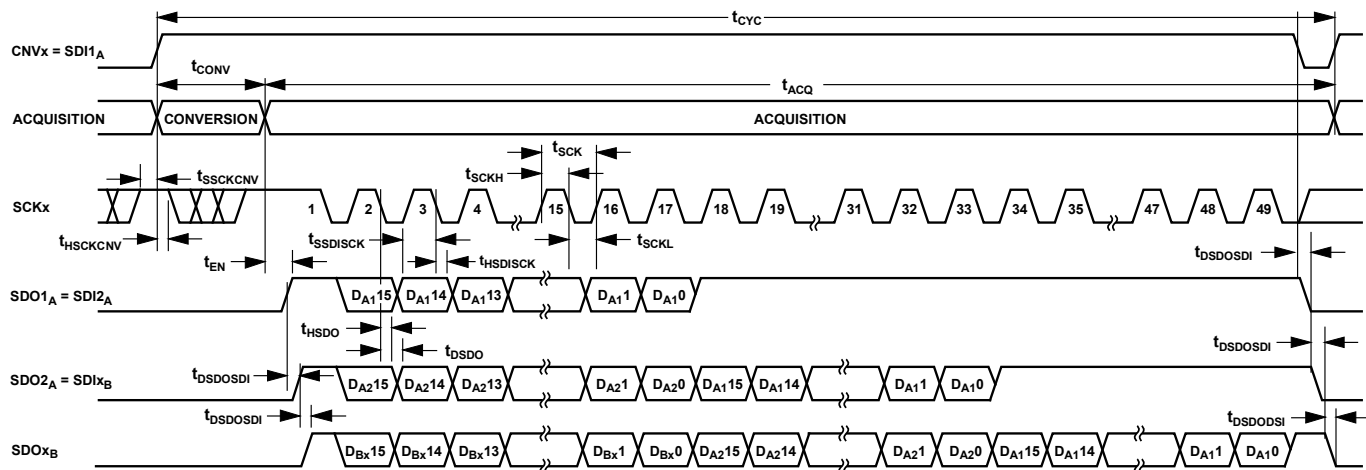 tCYC
CNVx = SDI1A
tCONV
tACQ
ACQUISITION CONVERSION ACQUISITION
tSSCKCNV
tSCK
tSCKH
SCKx 1 2 3 4 15 16 17 18 19 31 32 33 34 35 47 48 49
tHSCKCNV
tSSDISCK
tSCKL
tEN
tHSDISCK
tDSDOSDI
SDO1A = SDI2A DA115 DA114 DA113 DA11 DA10
tHSDO
tDSDO
tDSDOSDI
tDSDOSDI
SDO2A = SDIxB DA215 DA214 DA213 DA21 DA20 DA115 DA114 DA11 DA10
tDSDOSDI
tDSDODSI
SDOxB DBx15 DBx14 DBx13 DBx1 DBx0 DA215 DA214 DA21 DA20 DA115 DA114 DA11 DA10